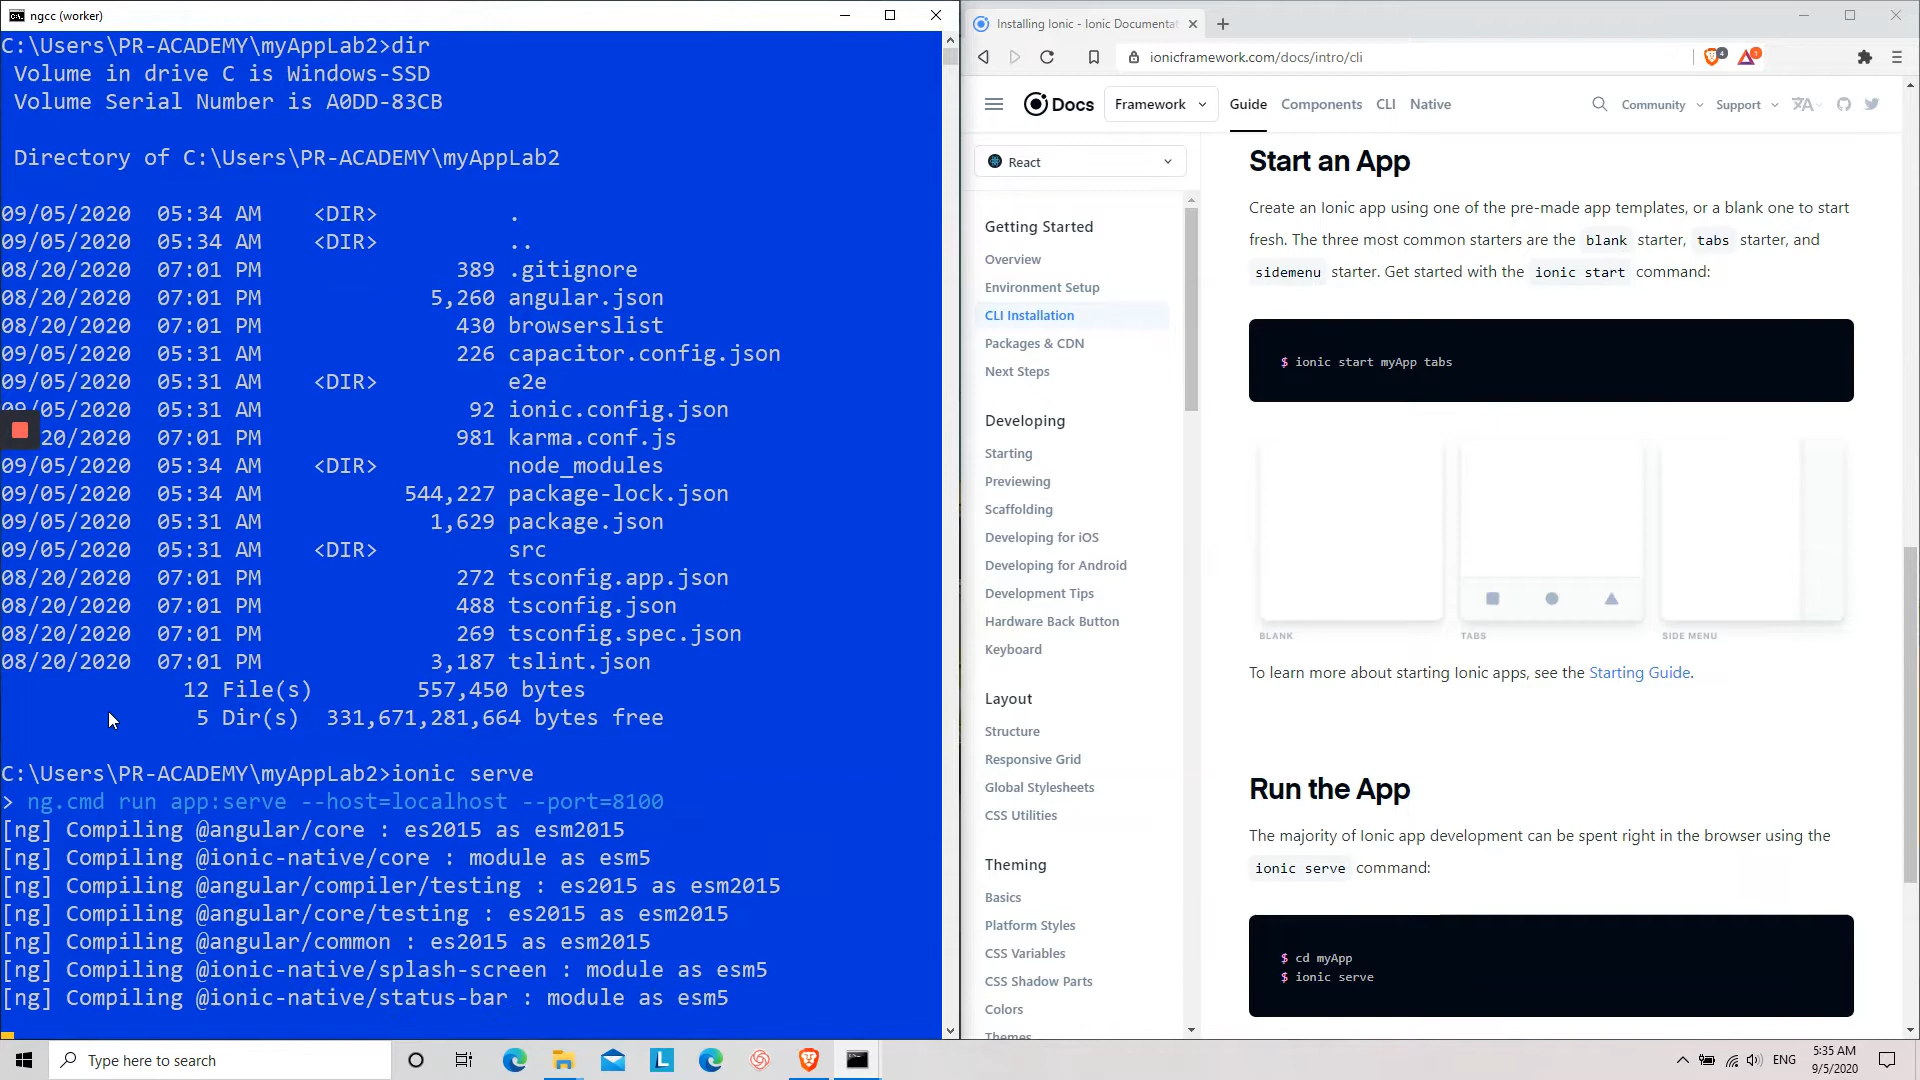 ngcc (worker)
C:\Users\PR-ACADEMY\myAppLab2>dir
Volume in drive C is Windows-SSD
Volume Serial Number is A0DD-83CB
Directory of C:\Users\PR-ACADEMY\myAppLab2
09/05/2020 05:34 AM <DIR> .
09/05/2020 05:34 AM <DIR> ..
08/20/2020 07:01 PM 389 .gitignore
08/20/2020 07:01 PM 5,260 angular.json
08/20/2020 07:01 PM 430 browserslist
09/05/2020 05:31 AM 226 capacitor.config.json
09/05/2020 05:31 AM <DIR> e2e
09/05/2020 05:31 AM 92 ionic.config.json
20/2020 07:01 PM 981 karma.conf.js
09/05/2020 05:34 AM <DIR> node_modules
09/05/2020 05:34 AM 544,227 package-lock.json
09/05/2020 05:31 AM 1,629 package.json
09/05/2020 05:31 AM <DIR> src
08/20/2020 07:01 PM 272 tsconfig.app.json
08/20/2020 07:01 PM 488 tsconfig.json
08/20/2020 07:01 PM 269 tsconfig.spec.json
08/20/2020 07:01 PM 3,187 tslint.json
12 File(s) 557,450 bytes
5 Dir(s) 331,671,281,664 bytes free
C:\Users\PR-ACADEMY\myAppLab2>ionic serve
> ng.cmd run app:serve --host=localhost --port=8100
[ng] Compiling @angular/core : es2015 as esm2015
[ng] Compiling @ionic-native/core : module as esm5
[ng] Compiling @angular/compiler/testing : es2015 as esm2015
[ng] Compiling @angular/core/testing : es2015 as esm2015
[ng] Compiling @angular/common : es2015 as esm2015
[ng] Compiling @ionic-native/splash-screen : module as esm5
[ng] Compiling @ionic-native/status-bar : module as esm5
Installing Ionic - Ionic Documentat
ionicframework.com/docs/intro/cli
4
1
Docs
Framework
Guide
Components
CLI
Native
Community
Support
React
Getting Started
Overview
Environment Setup
CLI Installation
Packages & CDN
Next Steps
Developing
Starting
Previewing
Scaffolding
Developing for iOS
Developing for Android
Development Tips
Hardware Back Button
Keyboard
Layout
Structure
Responsive Grid
Global Stylesheets
CSS Utilities
Theming
Basics
Platform Styles
CSS Variables
CSS Shadow Parts
Colors
Themes
Start an App
Create an Ionic app using one of the pre-made app templates, or a blank one to start
fresh. The three most common starters are the blank starter, tabs starter, and
sidemenu starter. Get started with the ionic start command:
$ ionic start myApp tabs
BLANK
TABS
SIDE MENU
To learn more about starting Ionic apps, see the Starting Guide.
Run the App
The majority of Ionic app development can be spent right in the browser using the
ionic serve command:
$ cd myApp
$ ionic serve
Type here to search
L
ENG
5:35 AM
9/5/2020